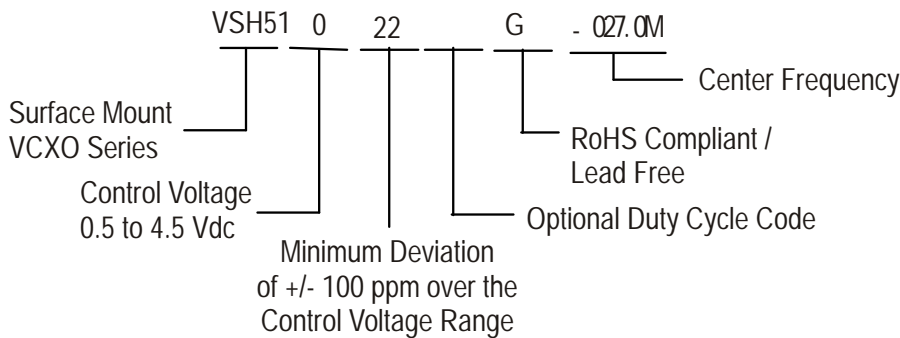 VSH51 0 22 G - 027.0M
Center Frequency
Surface Mount
VCXO Series
RoHS Compliant /
Lead Free
Control Voltage
0.5 to 4.5 Vdc
Optional Duty Cycle Code
Minimum Deviation
of +/- 100 ppm over the
Control Voltage Range